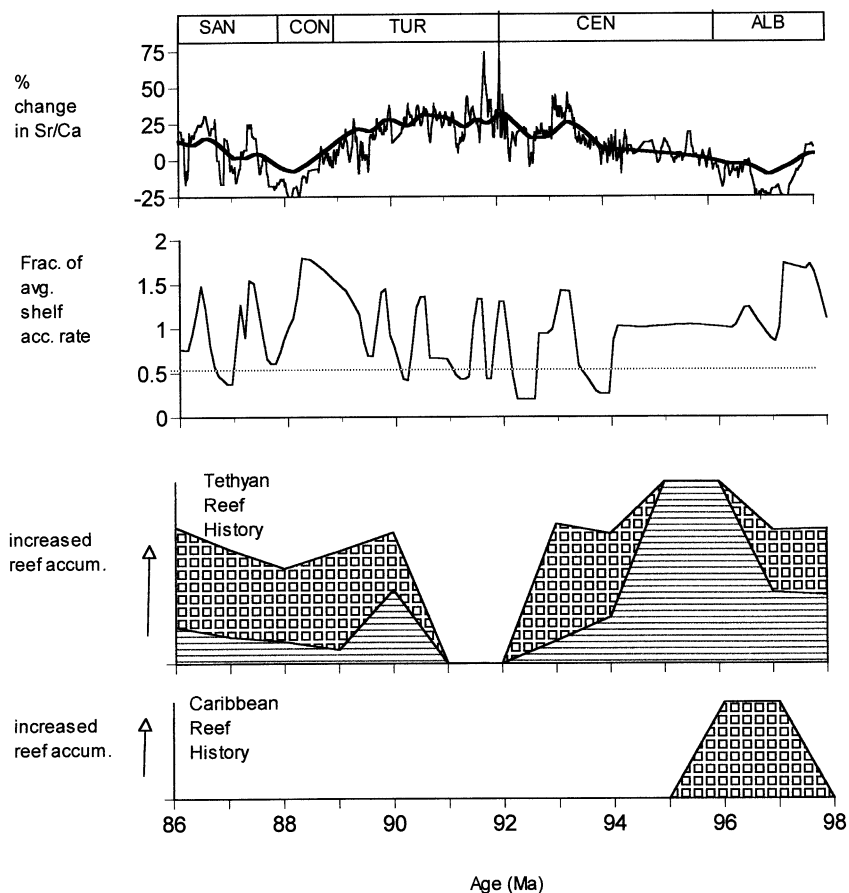 SAN CON TUR CEN ALB
%
change
in Sr/Ca
75
50
25
0
-25
Frac. of
avg.
shelf
acc. rate
2
1.5
1
0.5
0
Tethyan
Reef
History
increased
reef accum.
Caribbean
Reef
History
increased
reef accum.
86 88 90 92 94 96 98
Age (Ma)